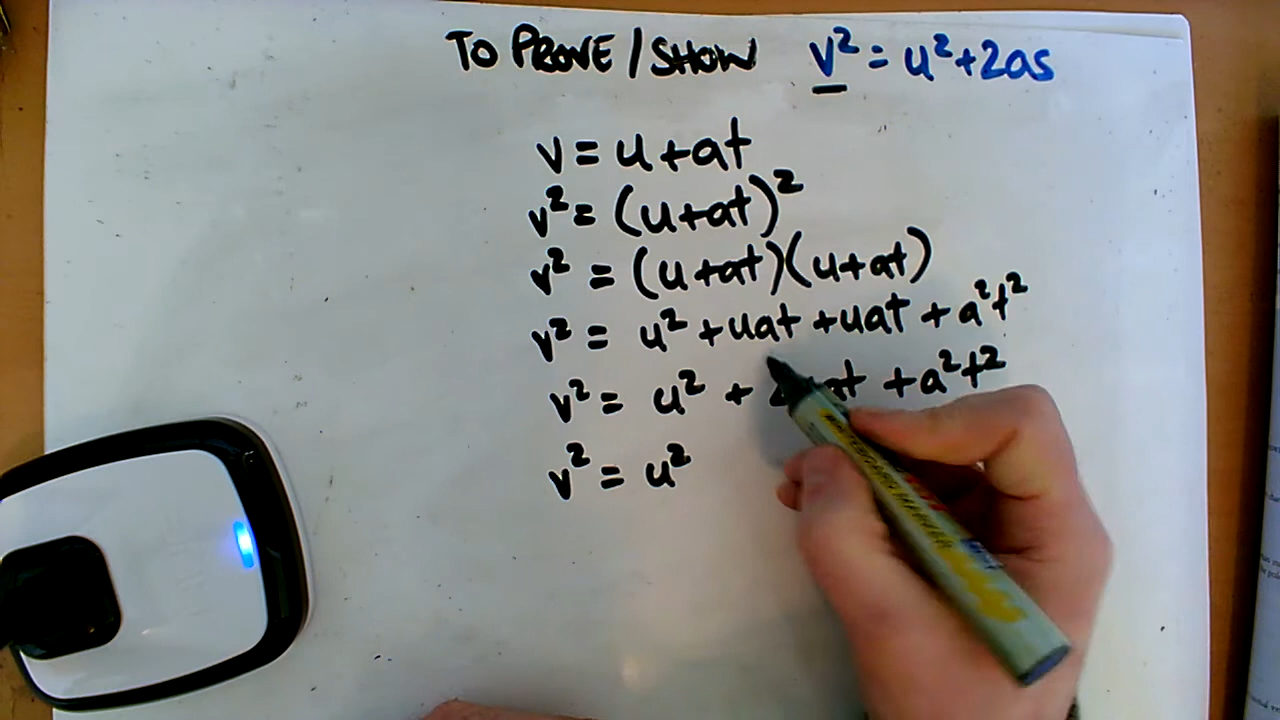 TO PROVE / SHOW v² = u²+2as
v = u+at
v² = (u+at)²
v² = (u+at)(u+at)
v² = u² +uat +uat + a²t²
v² = u² + at + a²t²
v² = u²